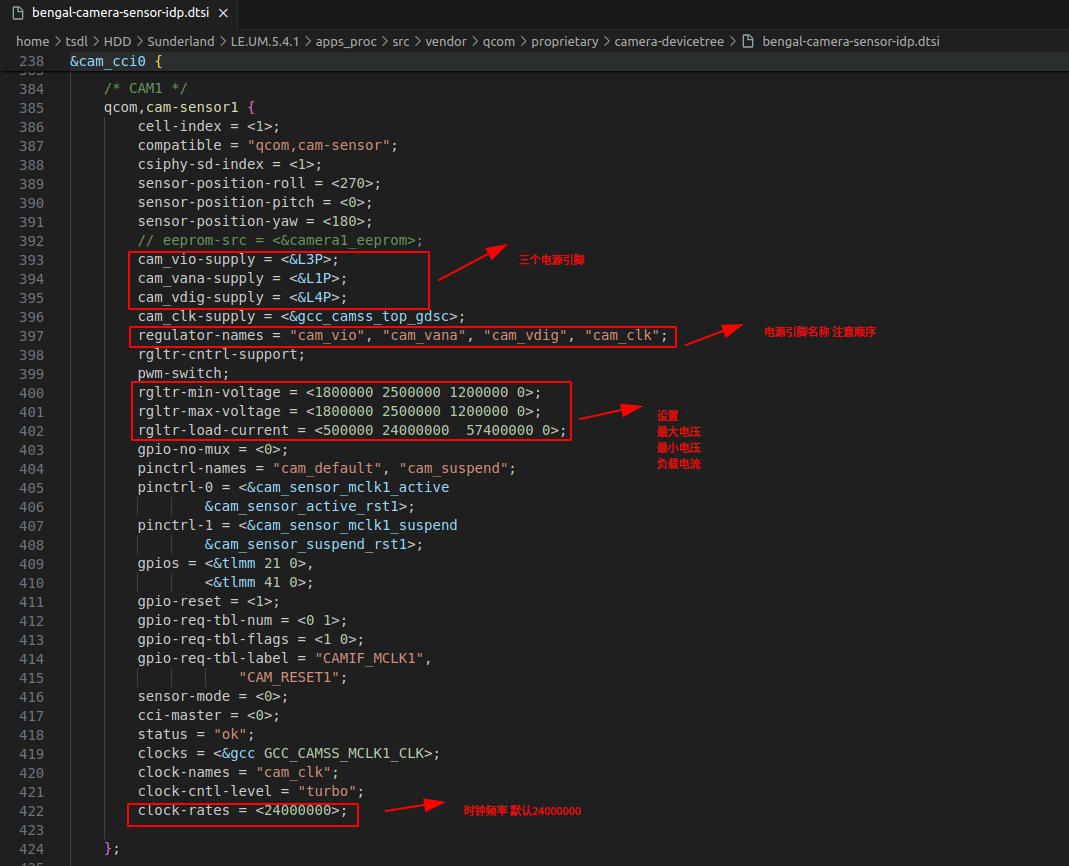 bengal-camera-sensor-idp.dtsi ×
home > tsdl > HDD > Sunderland > LE.UM.5.4.1 > apps_proc > src > vendor > qcom > proprietary > camera-devicetree > bengal-camera-sensor-idp.dtsi
238 &cam_cci0 {
384 /* CAM1 */
385 qcom,cam-sensor1 {
386 cell-index = <1>;
387 compatible = "qcom,cam-sensor";
388 csiphy-sd-index = <1>;
389 sensor-position-roll = <270>;
390 sensor-position-pitch = <0>;
391 sensor-position-yaw = <180>;
392 // eeprom-src = <&camera1_eeprom>;
393 cam_vio-supply = <&L3P>;
三个电源引脚
394 cam_vana-supply = <&L1P>;
395 cam_vdig-supply = <&L4P>;
396 cam_clk-supply = <&gcc_camss_top_gdsc>;
397 regulator-names = "cam_vio", "cam_vana", "cam_vdig", "cam_clk";
电源引脚名称 注意顺序
398 rgltr-cntrl-support;
399 pwm-switch;
400 rgltr-min-voltage = <1800000 2500000 1200000 0>;
401 rgltr-max-voltage = <1800000 2500000 1200000 0>;
402 rgltr-load-current = <500000 24000000  57400000 0>;
设置
最大电压
最小电压
负载电流
403 gpio-no-mux = <0>;
404 pinctrl-names = "cam_default", "cam_suspend";
405 pinctrl-0 = <&cam_sensor_mclk1_active
406 &cam_sensor_active_rst1>;
407 pinctrl-1 = <&cam_sensor_mclk1_suspend
408 &cam_sensor_suspend_rst1>;
409 gpios = <&tlmm 21 0>,
410 <&tlmm 41 0>;
411 gpio-reset = <1>;
412 gpio-req-tbl-num = <0 1>;
413 gpio-req-tbl-flags = <1 0>;
414 gpio-req-tbl-label = "CAMIF_MCLK1",
415 "CAM_RESET1";
416 sensor-mode = <0>;
417 cci-master = <0>;
418 status = "ok";
419 clocks = <&gcc GCC_CAMSS_MCLK1_CLK>;
420 clock-names = "cam_clk";
421 clock-cntl-level = "turbo";
422 clock-rates = <24000000>;
时钟频率 默认24000000
423
424 };